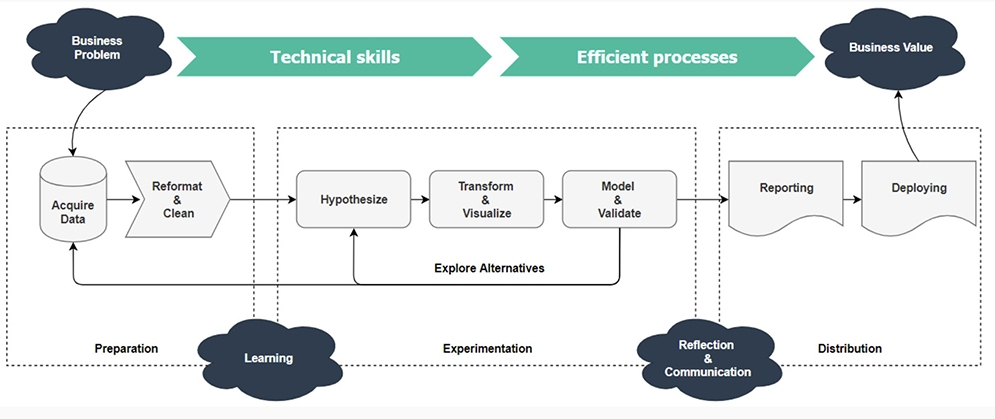 Business
Problem
Technical skills
Efficient processes
Business Value
Acquire
Data
Reformat
&
Clean
Hypothesize
Transform
&
Visualize
Model
&
Validate
Reporting
Deploying
Explore Alternatives
Preparation
Learning
Experimentation
Reflection
&
Communication
Distribution